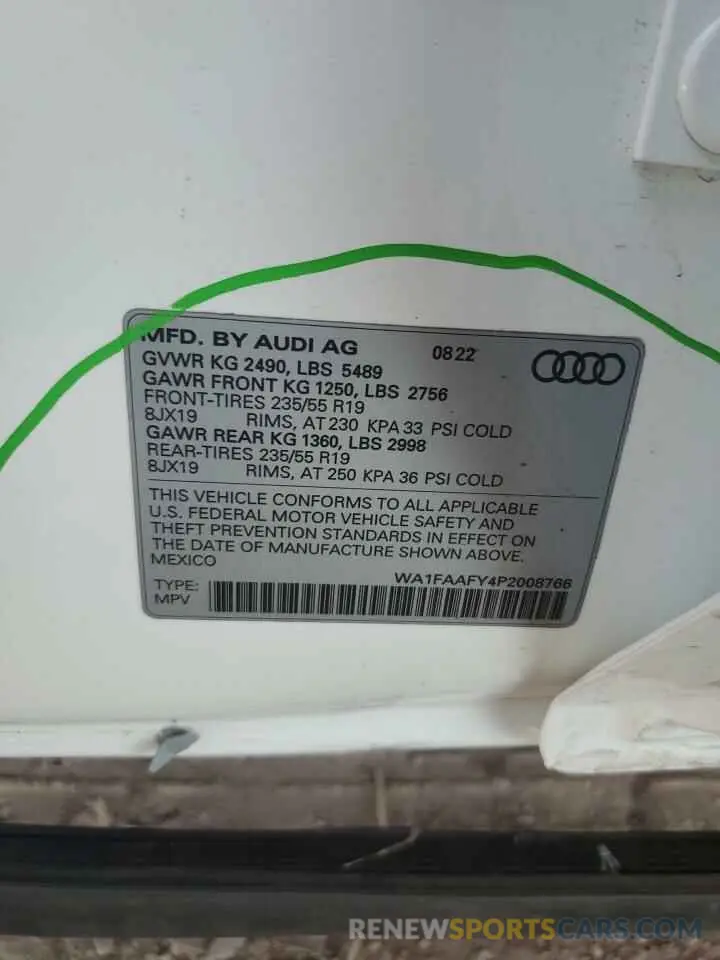 MFD. BY AUDI AG 0822
GVWR KG 2490, LBS 5489
GAWR FRONT KG 1250, LBS 2756
FRONT-TIRES 235/55 R19
8JX19 RIMS, AT 230 KPA 33 PSI COLD
GAWR REAR KG 1360, LBS 2998
REAR-TIRES 235/55 R19
8JX19 RIMS, AT 250 KPA 36 PSI COLD
THIS VEHICLE CONFORMS TO ALL APPLICABLE
U.S. FEDERAL MOTOR VEHICLE SAFETY AND
THEFT PREVENTION STANDARDS IN EFFECT ON
THE DATE OF MANUFACTURE SHOWN ABOVE.
MEXICO
WA1FAAFY4P2008766
TYPE:
MPV
RENEWSPORTSCARS.COM